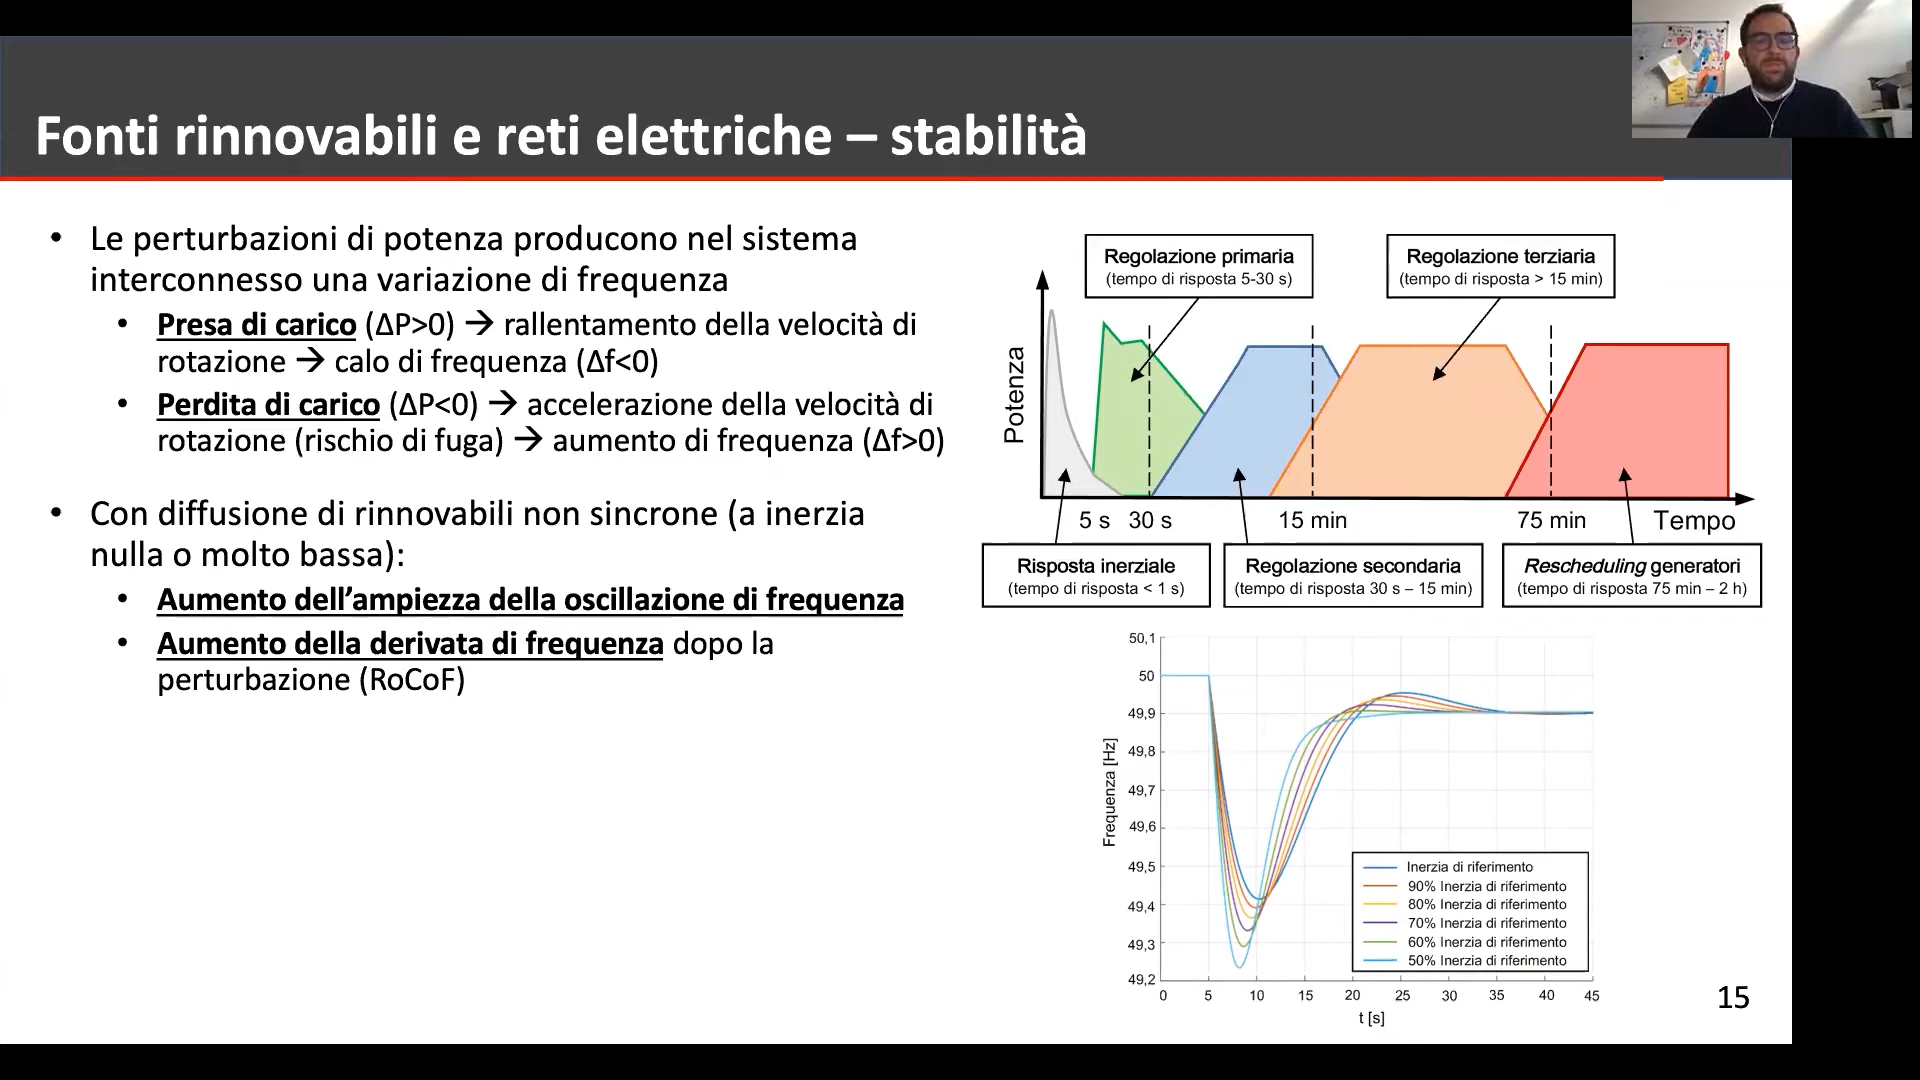 Fonti rinnovabili e reti elettriche – stabilità
• Le perturbazioni di potenza producono nel sistema
interconnesso una variazione di frequenza
• Presa di carico (ΔP>0) → rallentamento della velocità di
rotazione → calo di frequenza (Δf<0)
• Perdita di carico (ΔP<0) → accelerazione della velocità di
rotazione (rischio di fuga) → aumento di frequenza (Δf>0)
• Con diffusione di rinnovabili non sincrone (a inerzia
nulla o molto bassa):
• Aumento dell’ampiezza della oscillazione di frequenza
• Aumento della derivata di frequenza dopo la
perturbazione (RoCoF)
Regolazione primaria
(tempo di risposta 5-30 s)
Regolazione terziaria
(tempo di risposta > 15 min)
Potenza
5 s 30 s 15 min 75 min Tempo
Risposta inerziale
(tempo di risposta < 1 s)
Regolazione secondaria
(tempo di risposta 30 s – 15 min)
Rescheduling generatori
(tempo di risposta 75 min – 2 h)
50,1
50
49,9
49,8
49,7
49,6
49,5
49,4
49,3
49,2
Frequenza [Hz]
Inerzia di riferimento
90% Inerzia di riferimento
80% Inerzia di riferimento
70% Inerzia di riferimento
60% Inerzia di riferimento
50% Inerzia di riferimento
0 5 10 15 20 25 30 35 40 45
t [s]
15